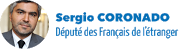 Sergio CORONADO
Député des Français de l'étranger